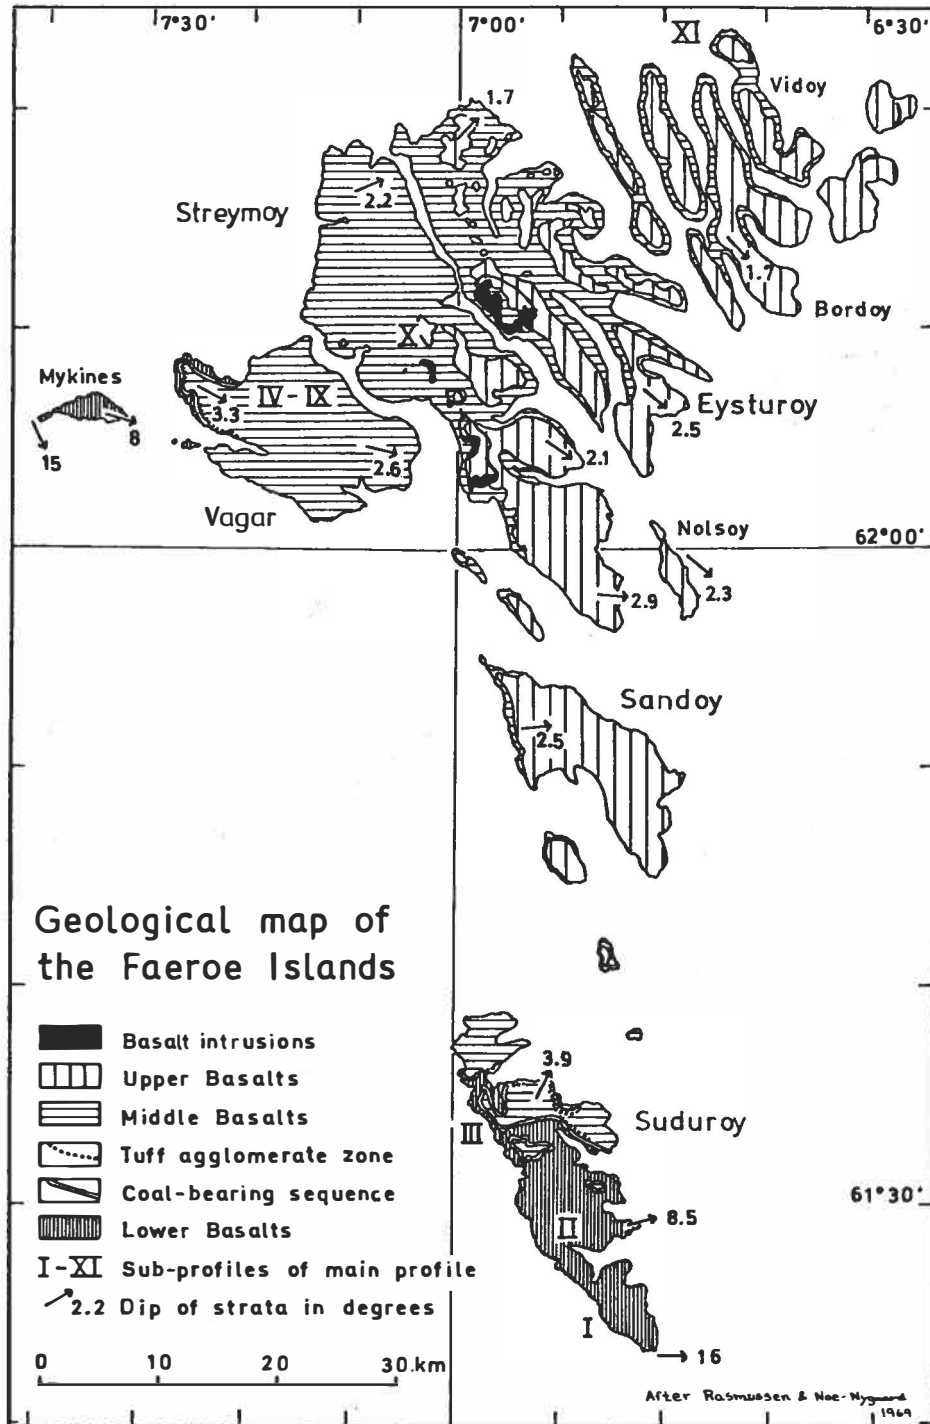 7°30' 7°00' 6°30'
XI
Vidoy
1.7
2.2
Streymoy
1.7
Bordoy
X
Mykines
IV-IX
3.3
Eysturoy
8
2.5
15
2.1
2.6
Vagar
Nolsoy
62°00'
2.3
2.9
Sandoy
2.5
Geological map of
the Faeroe Islands
Basalt intrusions
Upper Basalts
Middle Basalts
Tuff agglomerate zone
Coal-bearing sequence
Lower Basalts
I-XI Sub-profiles of main profile
2.2 Dip of strata in degrees
0 10 20 30.km
3.9
III
Suduroy
61°30'
II
8.5
I
16
After Rasmussen & Noe-Nygaard
1969